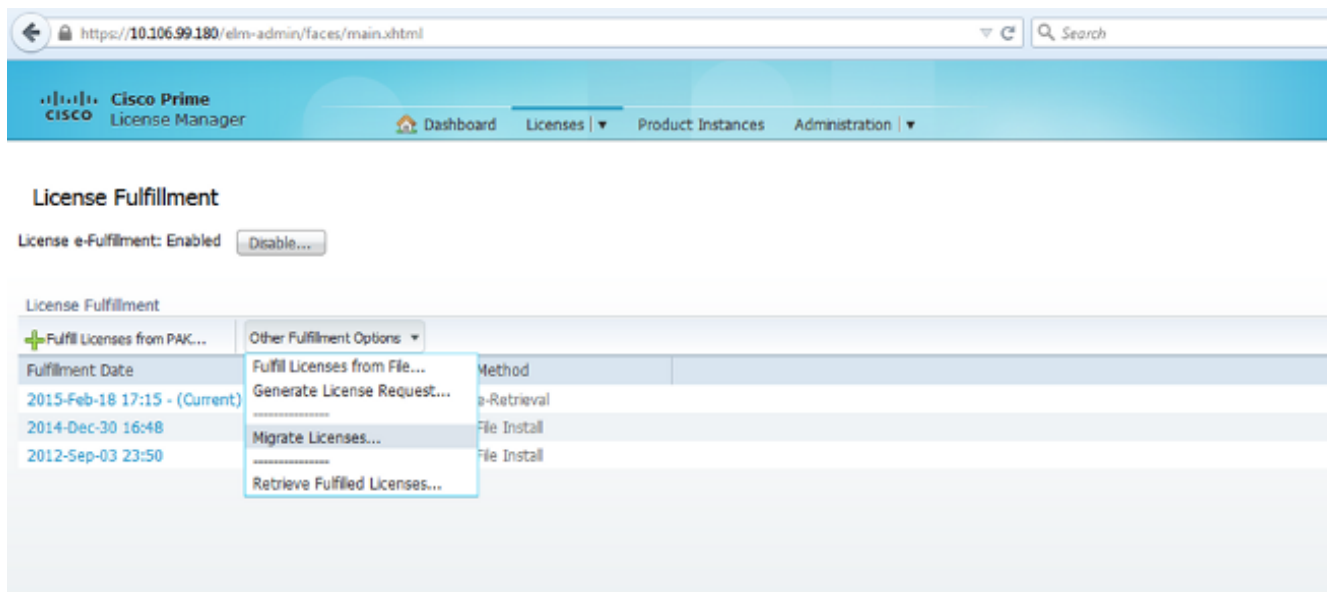 https://10.106.99.180/elm-admin/faces/main.xhtml
Search
cisco
Cisco Prime
License Manager
Dashboard
Licenses
Product Instances
Administration
License Fulfillment
License e-Fulfillment: Enabled
Disable...
License Fulfillment
Fulfill Licenses from PAK...
Other Fulfillment Options
Fulfillment Date
Method
Fulfill Licenses from File...
Generate License Request...
---------------
Migrate Licenses...
---------------
Retrieve Fulfilled Licenses...
2015-Feb-18 17:15 - (Current)
e-Retrieval
2014-Dec-30 16:48
File Install
2012-Sep-03 23:50
File Install